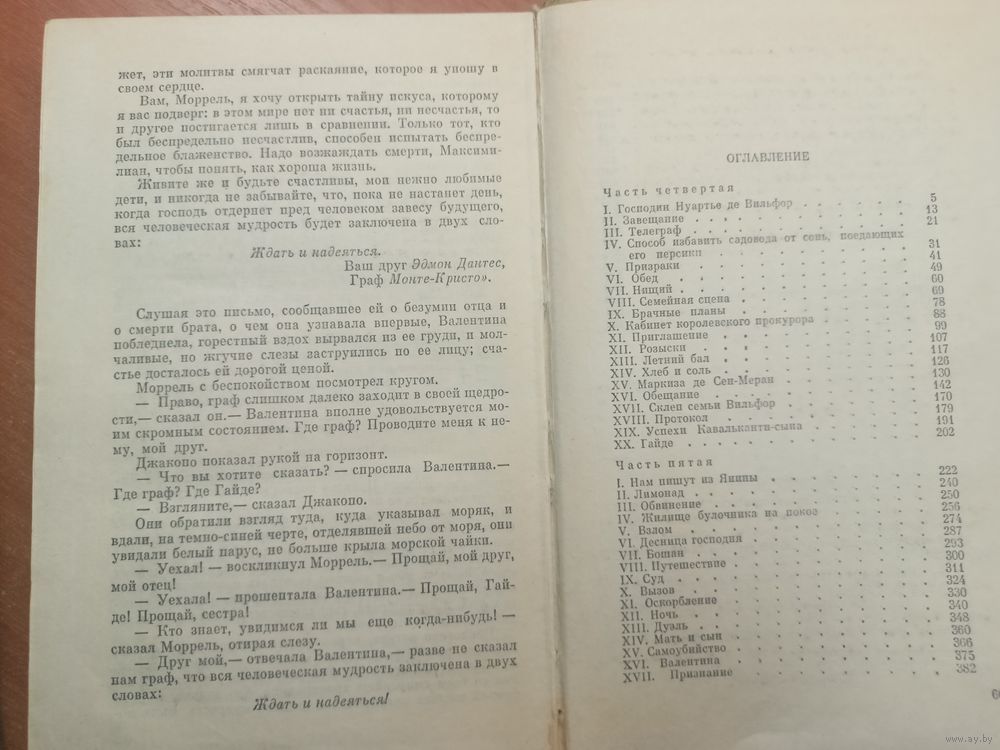 жет, эти молитвы смягчат раскаяние, которое я уношу в
своем сердце.
Вам, Моррель, я хочу открыть тайну искуса, которому
я вас подверг: в этом мире нет ни счастья, ни несчастья, то
и другое постигается лишь в сравнении. Только тот, кто
был беспредельно несчастлив, способен испытать беспре-
дельное блаженство. Надо возжаждать смерти, Максими-
лиан, чтобы понять, как хороша жизнь.
Живите же и будьте счастливы, мои нежно любимые
дети, и никогда не забывайте, что, пока не настанет день,
когда господь отдернет пред человеком завесу будущего,
вся человеческая мудрость будет заключена в двух сло-
вах:
Ждать и надеяться.
Ваш друг Эдмон Дантес,
Граф Монте-Кристо».
Слушая это письмо, сообщавшее ей о безумии отца и
о смерти брата, о чем она узнавала впервые, Валентина
побледнела, горестный вздох вырвался из ее груди, и мол-
чаливые, но жгучие слезы заструились по ее лицу; сча-
стье досталось ей дорогой ценой.
Моррель с беспокойством посмотрел кругом.
— Право, граф слишком далеко заходит в своей щедро-
сти,— сказал он.— Валентина вполне удовольствуется мо-
им скромным состоянием. Где граф? Проводите меня к не-
му, мой друг.
Джакопо показал рукой на горизонт.
— Что вы хотите сказать? — спросила Валентина.—
Где граф? Где Гайде?
— Взгляните,— сказал Джакопо.
Они обратили взгляд туда, куда указывал моряк, и
вдали, на темно-синей черте, отделявшей небо от моря, они
увидали белый парус, не больше крыла морской чайки.
— Уехал! — воскликнул Моррель.— Прощай, мой друг,
мой отец!
— Уехала! — прошептала Валентина.— Прощай, Гай-
де! Прощай, сестра!
— Кто знает, увидимся ли мы еще когда-нибудь! —
сказал Моррель, отирая слезу.
— Друг мой,— отвечала Валентина,— разве не сказал
нам граф, что вся человеческая мудрость заключена в двух
словах:
Ждать и надеяться!
ОГЛАВЛЕНИЕ
Часть четвертая
I. Господин Нуартье де Вильфор . . . . . . 5
II. Завещание . . . . . . . . . . 13
III. Телеграф . . . . . . . . . . 21
IV. Способ избавить садовода от сонь, поедающих
его персики . . . . . . . . . . 31
V. Призраки . . . . . . . . . . 41
VI. Обед . . . . . . . . . . 49
VII. Нищий . . . . . . . . . . 60
VIII. Семейная сцена . . . . . . . . 69
IX. Брачные планы . . . . . . . . 78
X. Кабинет королевского прокурора . . . . . 88
XI. Приглашение . . . . . . . . . 99
XII. Розыски . . . . . . . . . . 107
XIII. Летний бал . . . . . . . . . 117
XIV. Хлеб и соль . . . . . . . . . 126
XV. Маркиза де Сен-Меран . . . . . . . 130
XVI. Обещание . . . . . . . . . 142
XVII. Склеп семьи Вильфор . . . . . . . 170
XVIII. Протокол . . . . . . . . . 179
XIX. Успехи Кавальканти-сына . . . . . . 191
XX. Гайде . . . . . . . . . . 202
Часть пятая
I. Нам пишут из Янины . . . . . . . 222
II. Лимонад . . . . . . . . . . 240
III. Обвинение . . . . . . . . . 250
IV. Жилище булочника на покое . . . . . 256
V. Взлом . . . . . . . . . . 274
VI. Десница господня . . . . . . . . 287
VII. Бошан . . . . . . . . . . 293
VIII. Путешествие . . . . . . . . . 300
IX. Суд . . . . . . . . . . 311
X. Вызов . . . . . . . . . . 324
XI. Оскорбление . . . . . . . . . 330
XII. Ночь . . . . . . . . . . 340
XIII. Дуэль . . . . . . . . . . 348
XIV. Мать и сын . . . . . . . . . 360
XV. Самоубийство . . . . . . . . . 366
XVI. Валентина . . . . . . . . . 375
XVII. Признание . . . . . . . . . 382
www.ay.by